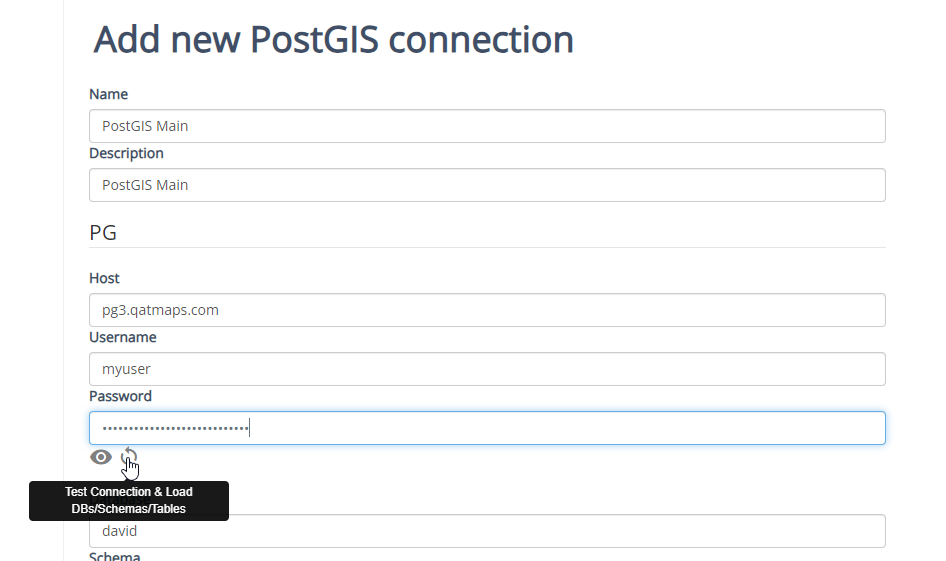 Add new PostGIS connection
Name
PostGIS Main
Description
PostGIS Main
PG
Host
pg3.qatmaps.com
Username
myuser
Password
••••••••••••••••••••••••••••
Test Connection & Load
DBs/Schemas/Tables
david
Schema